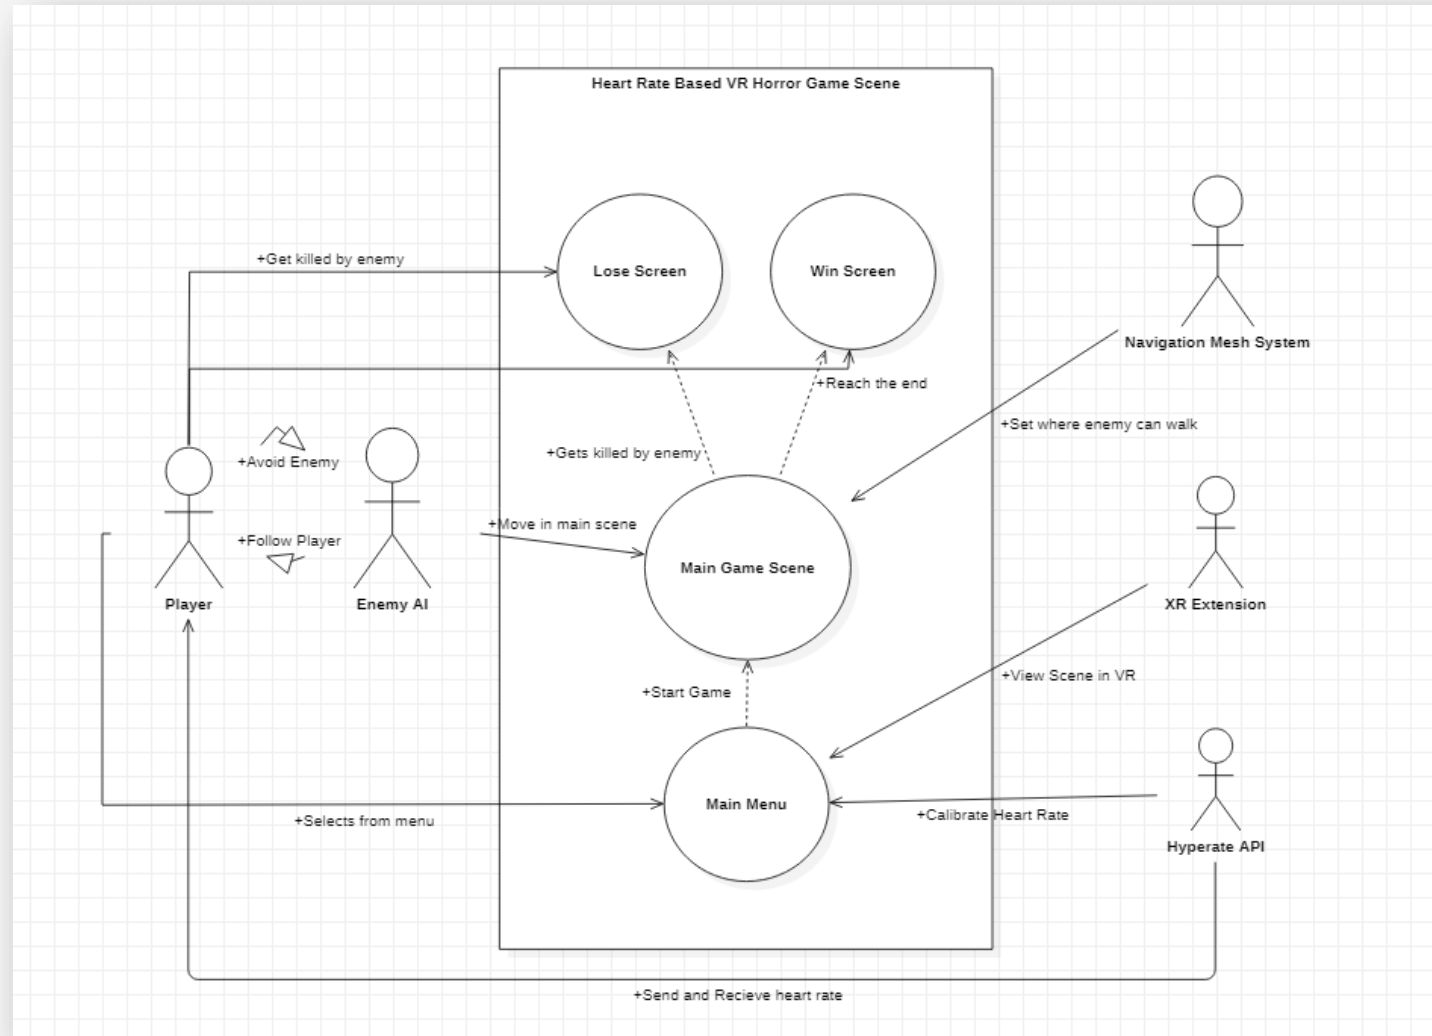 Heart Rate Based VR Horror Game Scene
+Get killed by enemy
Lose Screen
Win Screen
Navigation Mesh System
+Reach the end
+Set where enemy can walk
+Gets killed by enemy
+Avoid Enemy
+Move in main scene
+Follow Player
Main Game Scene
Player
Enemy AI
XR Extension
+View Scene in VR
+Start Game
Main Menu
+Calibrate Heart Rate
+Selects from menu
Hyperate API
+Send and Recieve heart rate